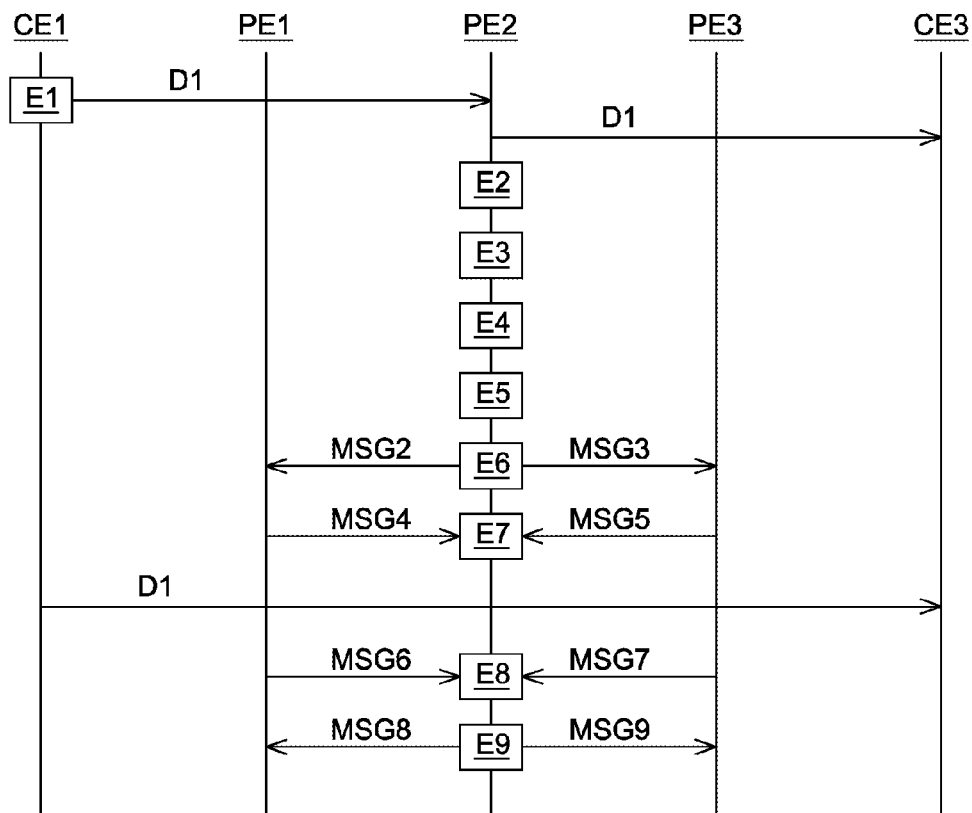 CE1 PE1 PE2 PE3 CE3
E1 D1
D1
E2
E3
E4
E5
MSG2 E6 MSG3
MSG4 E7 MSG5
D1
MSG6 E8 MSG7
MSG8 E9 MSG9